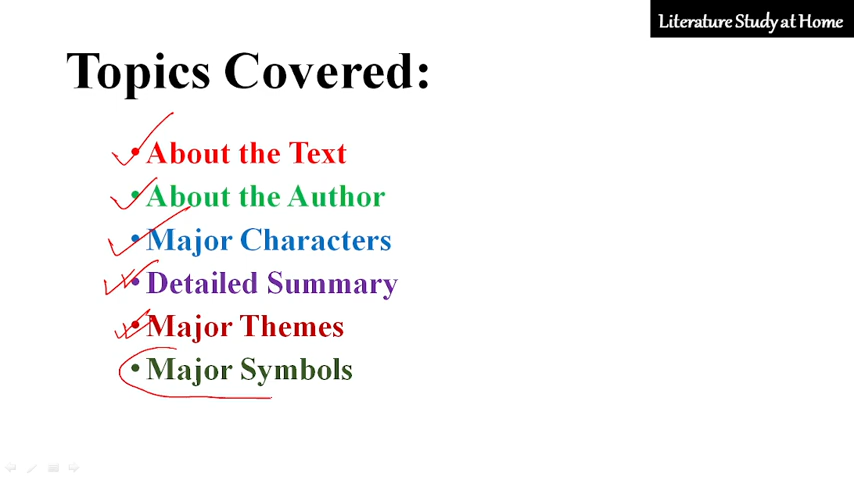 Literature Study at Home
Topics Covered:
• About the Text
• About the Author
• Major Characters
• Detailed Summary
• Major Themes
• Major Symbols